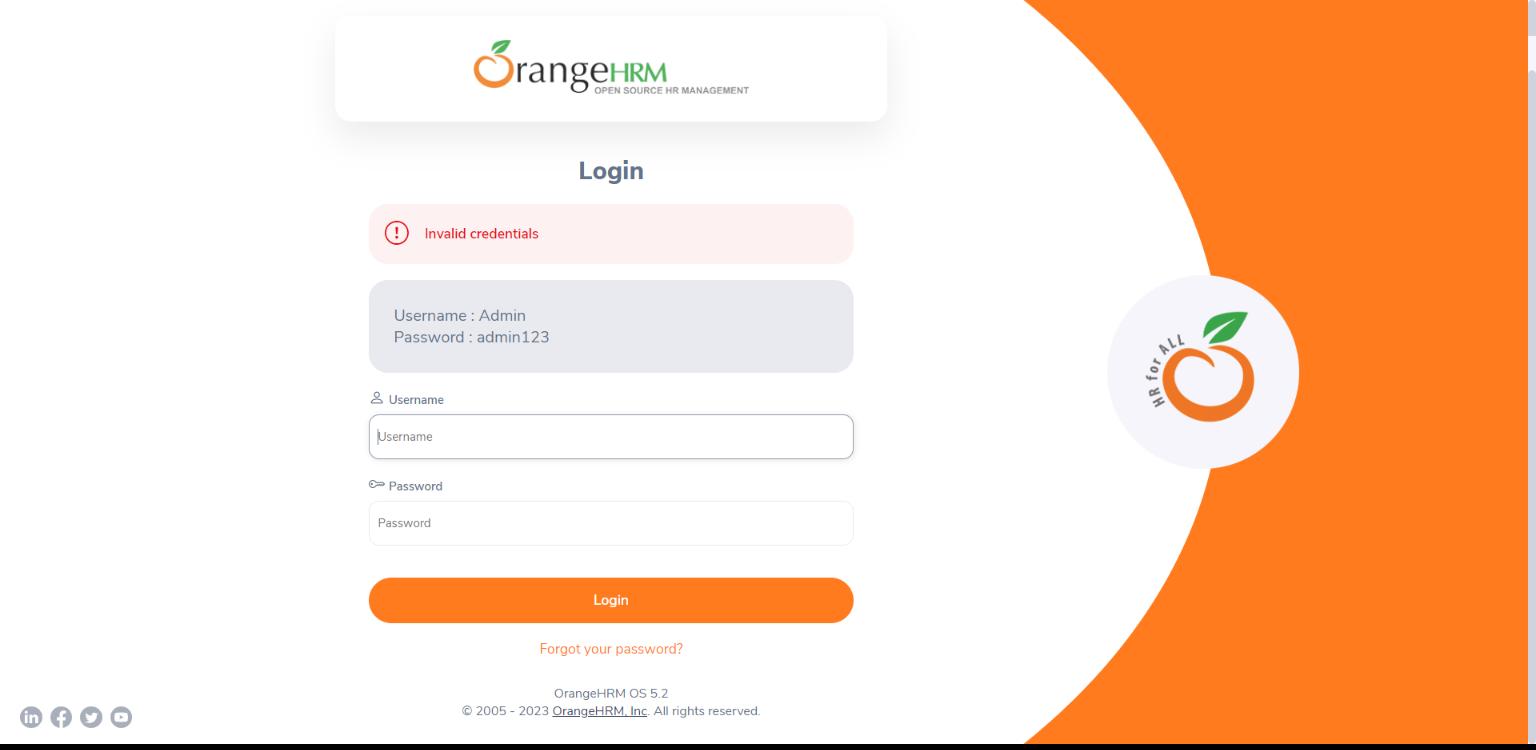 OrangeHRM
OPEN SOURCE HR MANAGEMENT
Login
Invalid credentials
Username : Admin
Password : admin123
Username
Username
Password
Password
Login
Forgot your password?
OrangeHRM OS 5.2
© 2005 - 2023 OrangeHRM, Inc. All rights reserved.
HR for ALL